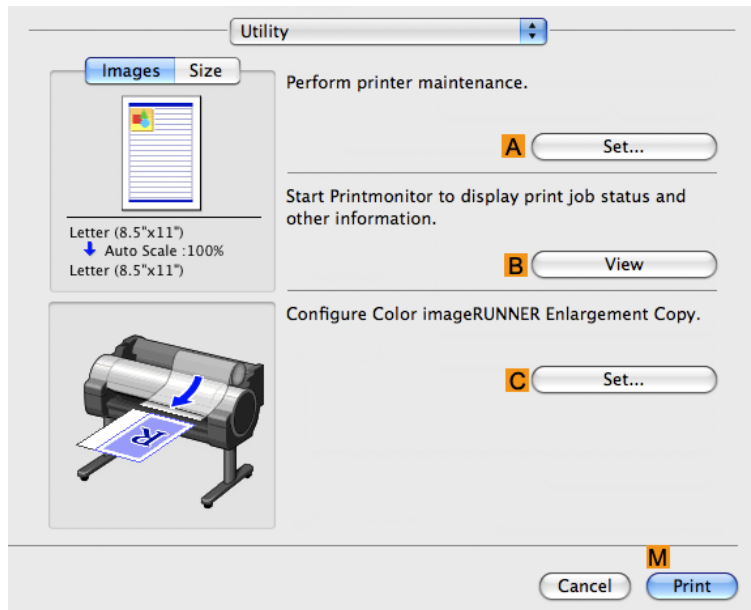 Utility
Images Size
Letter (8.5"x11")
Auto Scale :100%
Letter (8.5"x11")
Perform printer maintenance.
A Set...
Start Printmonitor to display print job status and
other information.
B View
Configure Color imageRUNNER Enlargement Copy.
C Set...
R
M
Cancel Print